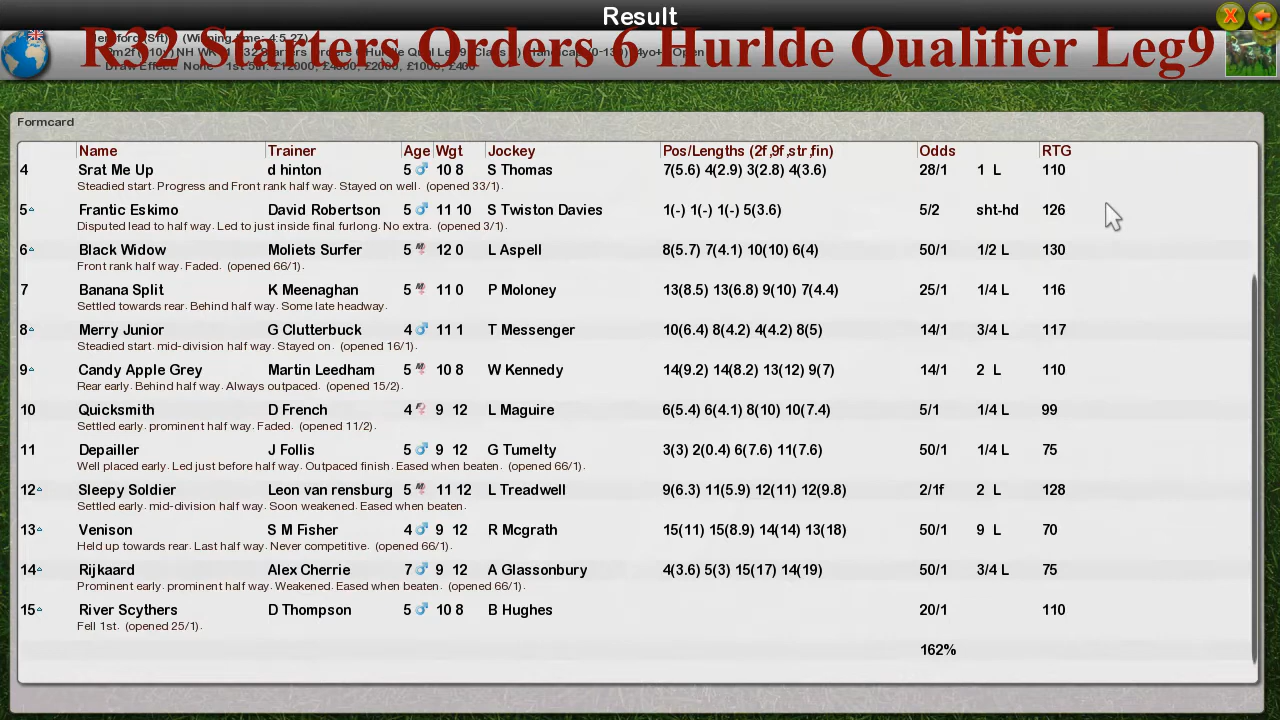 Result
RS2 Starters Orders 6 Hurlde Qualifier Leg9
Formcard
Name Trainer Age Wgt Jockey Pos/Lengths (2f,9f,str,fin) Odds RTG
4 Srat Me Up d hinton 5 10 8 S Thomas 7(5.6) 4(2.9) 3(2.8) 4(3.6) 28/1 1 L 110
Steadied start. Progress and Front rank half way. Stayed on well. (opened 33/1).
5 Frantic Eskimo David Robertson 5 11 10 S Twiston Davies 1(-) 1(-) 1(-) 5(3.6) 5/2 sht-hd 126
Disputed lead to half way. Led to just inside final furlong. No extra. (opened 3/1).
6 Black Widow Moliets Surfer 5 12 0 L Aspell 8(5.7) 7(4.1) 10(10) 6(4) 50/1 1/2 L 130
Front rank half way. Faded. (opened 66/1).
7 Banana Split K Meenaghan 5 11 0 P Moloney 13(8.5) 13(6.8) 9(10) 7(4.4) 25/1 1/4 L 116
Settled towards rear. Behind half way. Some late headway.
8 Merry Junior G Clutterbuck 4 11 1 T Messenger 10(6.4) 8(4.2) 4(4.2) 8(5) 14/1 3/4 L 117
Steadied start. mid-division half way. Stayed on. (opened 16/1).
9 Candy Apple Grey Martin Leedham 5 10 8 W Kennedy 14(9.2) 14(8.2) 13(12) 9(7) 14/1 2 L 110
Rear early. Behind half way. Always outpaced. (opened 15/2).
10 Quicksmith D French 4 9 12 L Maguire 6(5.4) 6(4.1) 8(10) 10(7.4) 5/1 1/4 L 99
Settled early. prominent half way. Faded. (opened 11/2).
11 Depailler J Follis 5 9 12 G Tumelty 3(3) 2(0.4) 6(7.6) 11(7.6) 50/1 1/4 L 75
Well placed early. Led just before half way. Outpaced finish. Eased when beaten. (opened 66/1).
12 Sleepy Soldier Leon van rensburg 5 11 12 L Treadwell 9(6.3) 11(5.9) 12(11) 12(9.8) 2/1f 2 L 128
Settled early. mid-division half way. Soon weakened. Eased when beaten.
13 Venison S M Fisher 4 9 12 R Mcgrath 15(11) 15(8.9) 14(14) 13(18) 50/1 9 L 70
Held up towards rear. Last half way. Never competitive. (opened 66/1).
14 Rijkaard Alex Cherrie 7 9 12 A Glassonbury 4(3.6) 5(3) 15(17) 14(19) 50/1 3/4 L 75
Prominent early. prominent half way. Weakened. Eased when beaten. (opened 66/1).
15 River Scythers D Thompson 5 10 8 B Hughes 20/1 110
Fell 1st. (opened 25/1).
162%